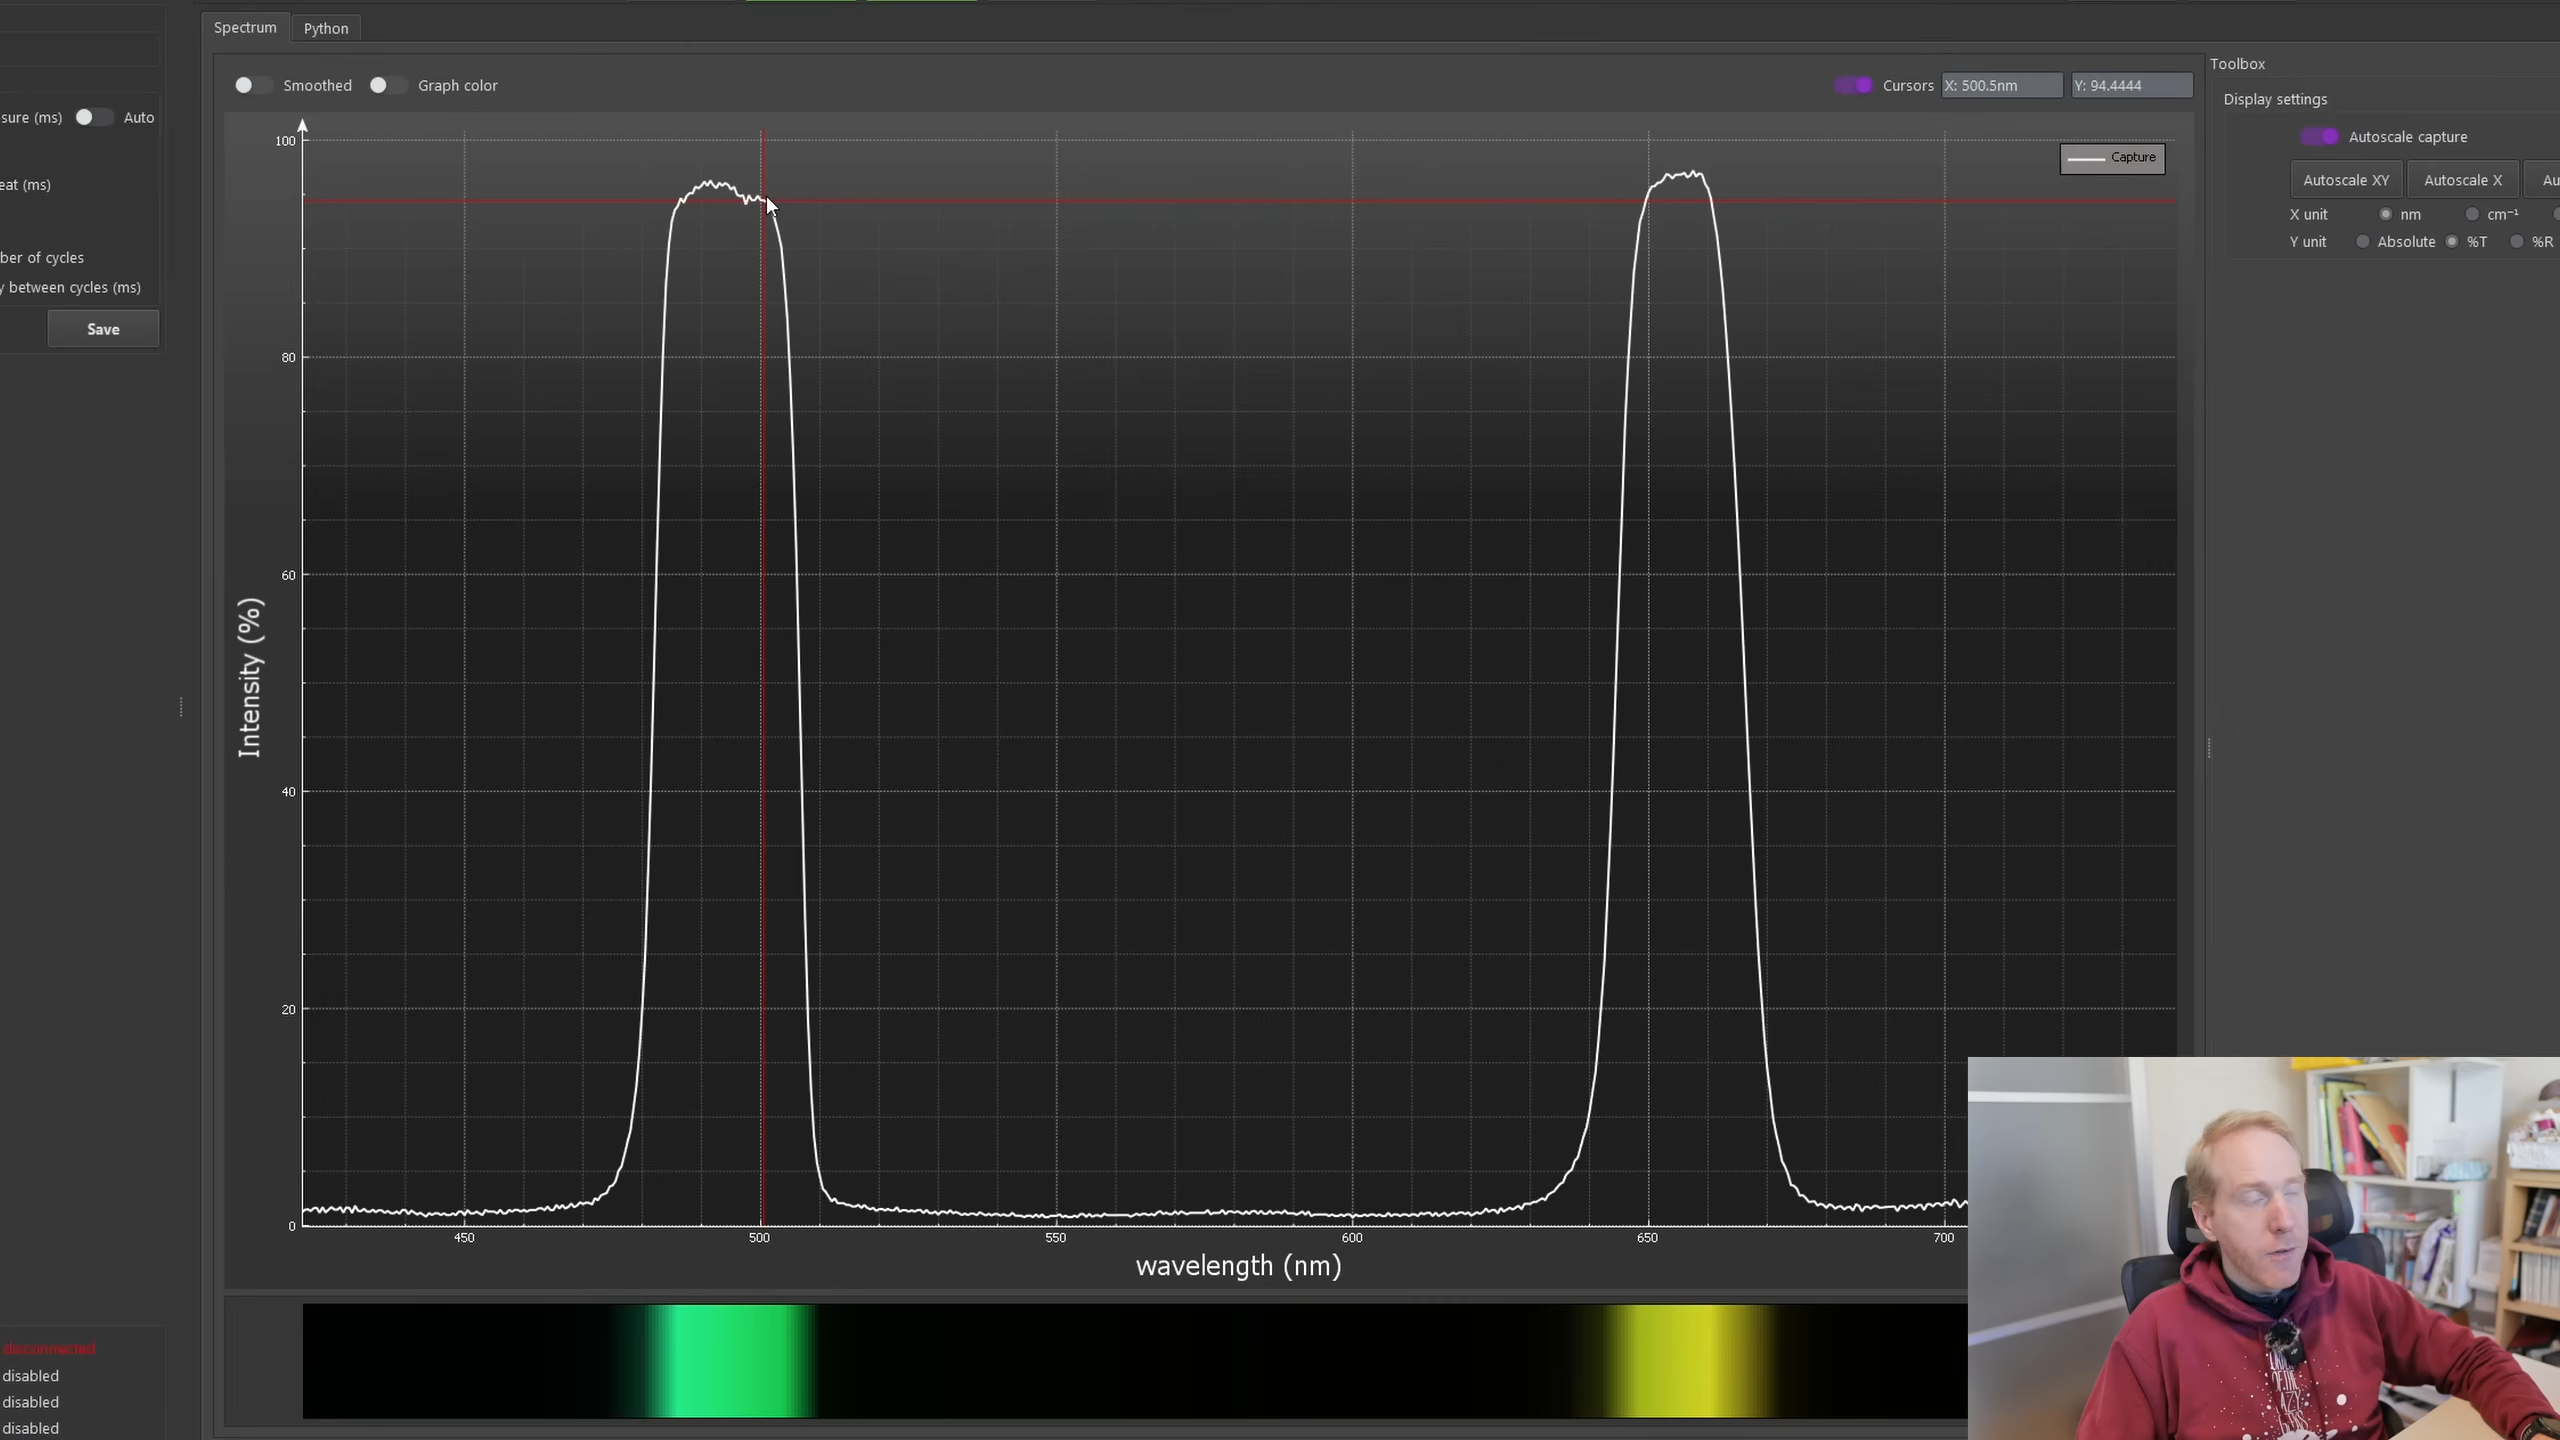 Spectrum
Python
Smoothed
Graph color
Cursors
X: 500.5nm
Y: 94.4444
Toolbox
Display settings
Autoscale capture
Autoscale XY
Autoscale X
Au
X unit
nm
cm⁻¹
Y unit
Absolute
%T
%R
sure (ms)
Auto
eat (ms)
ber of cycles
y between cycles (ms)
Save
Capture
100
80
60
40
20
0
Intensity (%)
450
500
550
600
650
700
wavelength (nm)
disconnected
disabled
disabled
disabled